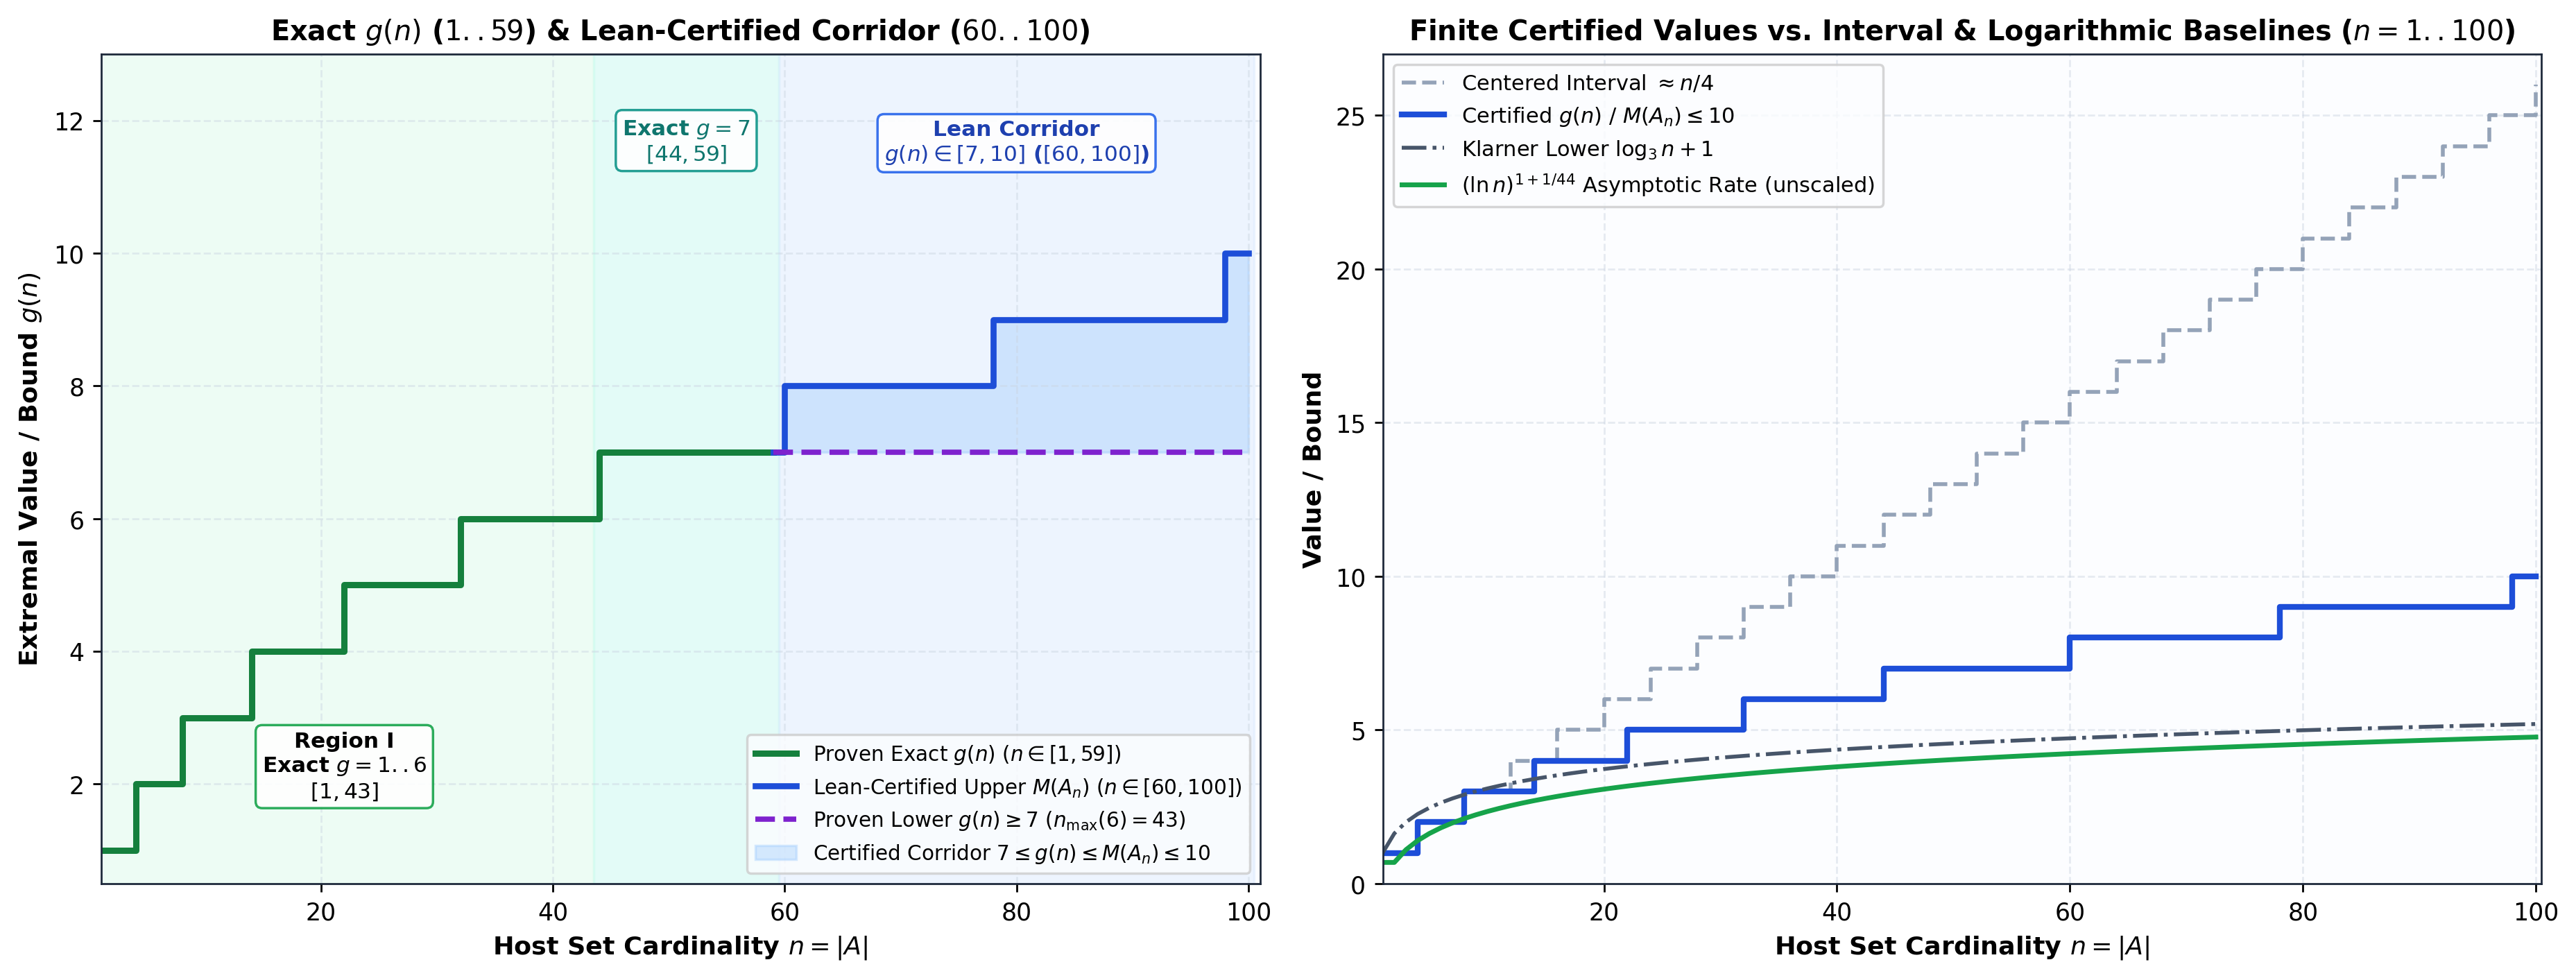 Exact g(n) (1..59) & Lean-Certified Corridor (60..100)
Extremal Value / Bound g(n)
12
10
8
6
4
2
Exact g = 7
[44, 59]
Lean Corridor
g(n) ∈ [7, 10] ([60, 100])
Region I
Exact g = 1..6
[1, 43]
Proven Exact g(n) (n ∈ [1, 59])
Lean-Certified Upper M(Aₙ) (n ∈ [60, 100])
Proven Lower g(n) ≥ 7 (n_max(6) = 43)
Certified Corridor 7 ≤ g(n) ≤ M(Aₙ) ≤ 10
20 40 60 80 100
Host Set Cardinality n = |A|
Finite Certified Values vs. Interval & Logarithmic Baselines (n = 1..100)
Value / Bound
25
20
15
10
5
0
Centered Interval ≈ n/4
Certified g(n) / M(Aₙ) ≤ 10
Klarner Lower log₃ n + 1
(ln n)^{1+1/44} Asymptotic Rate (unscaled)
20 40 60 80 100
Host Set Cardinality n = |A|